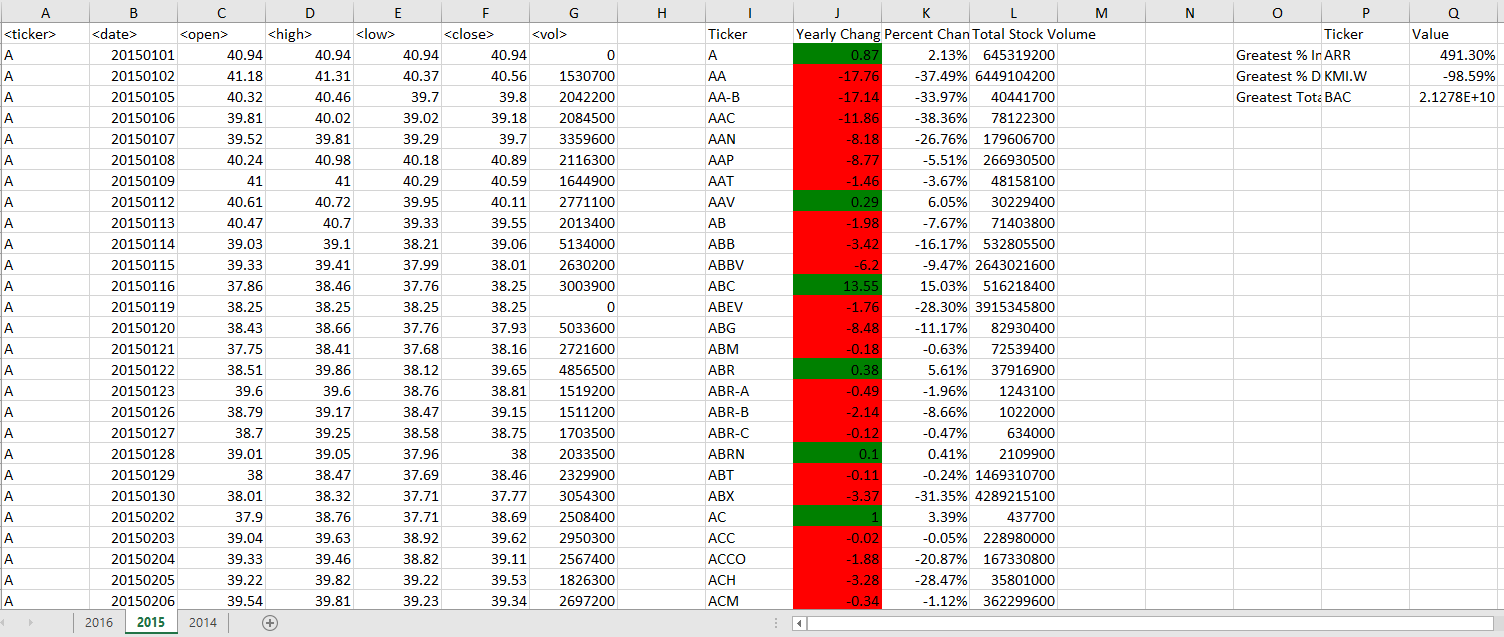 A B C D E F G H I J K L M N O P Q
<ticker> <date> <open> <high> <low> <close> <vol> Ticker Yearly Chang Percent Chan Total Stock Volume Ticker Value
A 20150101 40.94 40.94 40.94 40.94 0 A 0.87 2.13% 645319200 Greatest % In ARR 491.30%
A 20150102 41.18 41.31 40.37 40.56 1530700 AA -17.76 -37.49% 6449104200 Greatest % D KMI.W -98.59%
A 20150105 40.32 40.46 39.7 39.8 2042200 AA-B -17.14 -33.97% 40441700 Greatest Tota BAC 2.1278E+10
A 20150106 39.81 40.02 39.02 39.18 2084500 AAC -11.86 -38.36% 78122300
A 20150107 39.52 39.81 39.29 39.7 3359600 AAN -8.18 -26.76% 179606700
A 20150108 40.24 40.98 40.18 40.89 2116300 AAP -8.77 -5.51% 266930500
A 20150109 41 41 40.29 40.59 1644900 AAT -1.46 -3.67% 48158100
A 20150112 40.61 40.72 39.95 40.11 2771100 AAV 0.29 6.05% 30229400
A 20150113 40.47 40.7 39.33 39.55 2013400 AB -1.98 -7.67% 71403800
A 20150114 39.03 39.1 38.21 39.06 5134000 ABB -3.42 -16.17% 532805500
A 20150115 39.33 39.41 37.99 38.01 2630200 ABBV -6.2 -9.47% 2643021600
A 20150116 37.86 38.46 37.76 38.25 3003900 ABC 13.55 15.03% 516218400
A 20150119 38.25 38.25 38.25 38.25 0 ABEV -1.76 -28.30% 3915345800
A 20150120 38.43 38.66 37.76 37.93 5033600 ABG -8.48 -11.17% 82930400
A 20150121 37.75 38.41 37.68 38.16 2721600 ABM -0.18 -0.63% 72539400
A 20150122 38.51 39.86 38.12 39.65 4856500 ABR 0.38 5.61% 37916900
A 20150123 39.6 39.6 38.76 38.81 1519200 ABR-A -0.49 -1.96% 1243100
A 20150126 38.79 39.17 38.47 39.15 1511200 ABR-B -2.14 -8.66% 1022000
A 20150127 38.7 39.25 38.58 38.75 1703500 ABR-C -0.12 -0.47% 634000
A 20150128 39.01 39.05 37.96 38 2033500 ABRN 0.1 0.41% 2109900
A 20150129 38 38.47 37.69 38.46 2329900 ABT -0.11 -0.24% 1469310700
A 20150130 38.01 38.32 37.71 37.77 3054300 ABX -3.37 -31.35% 4289215100
A 20150202 37.9 38.76 37.71 38.69 2508400 AC 1 3.39% 437700
A 20150203 39.04 39.63 38.92 39.62 2950300 ACC -0.02 -0.05% 228980000
A 20150204 39.33 39.46 38.82 39.11 2567400 ACCO -1.88 -20.87% 167330800
A 20150205 39.22 39.82 39.22 39.53 1826300 ACH -3.28 -28.47% 35801000
A 20150206 39.54 39.81 39.23 39.34 2697200 ACM -0.34 -1.12% 362299600
2016 2015 2014